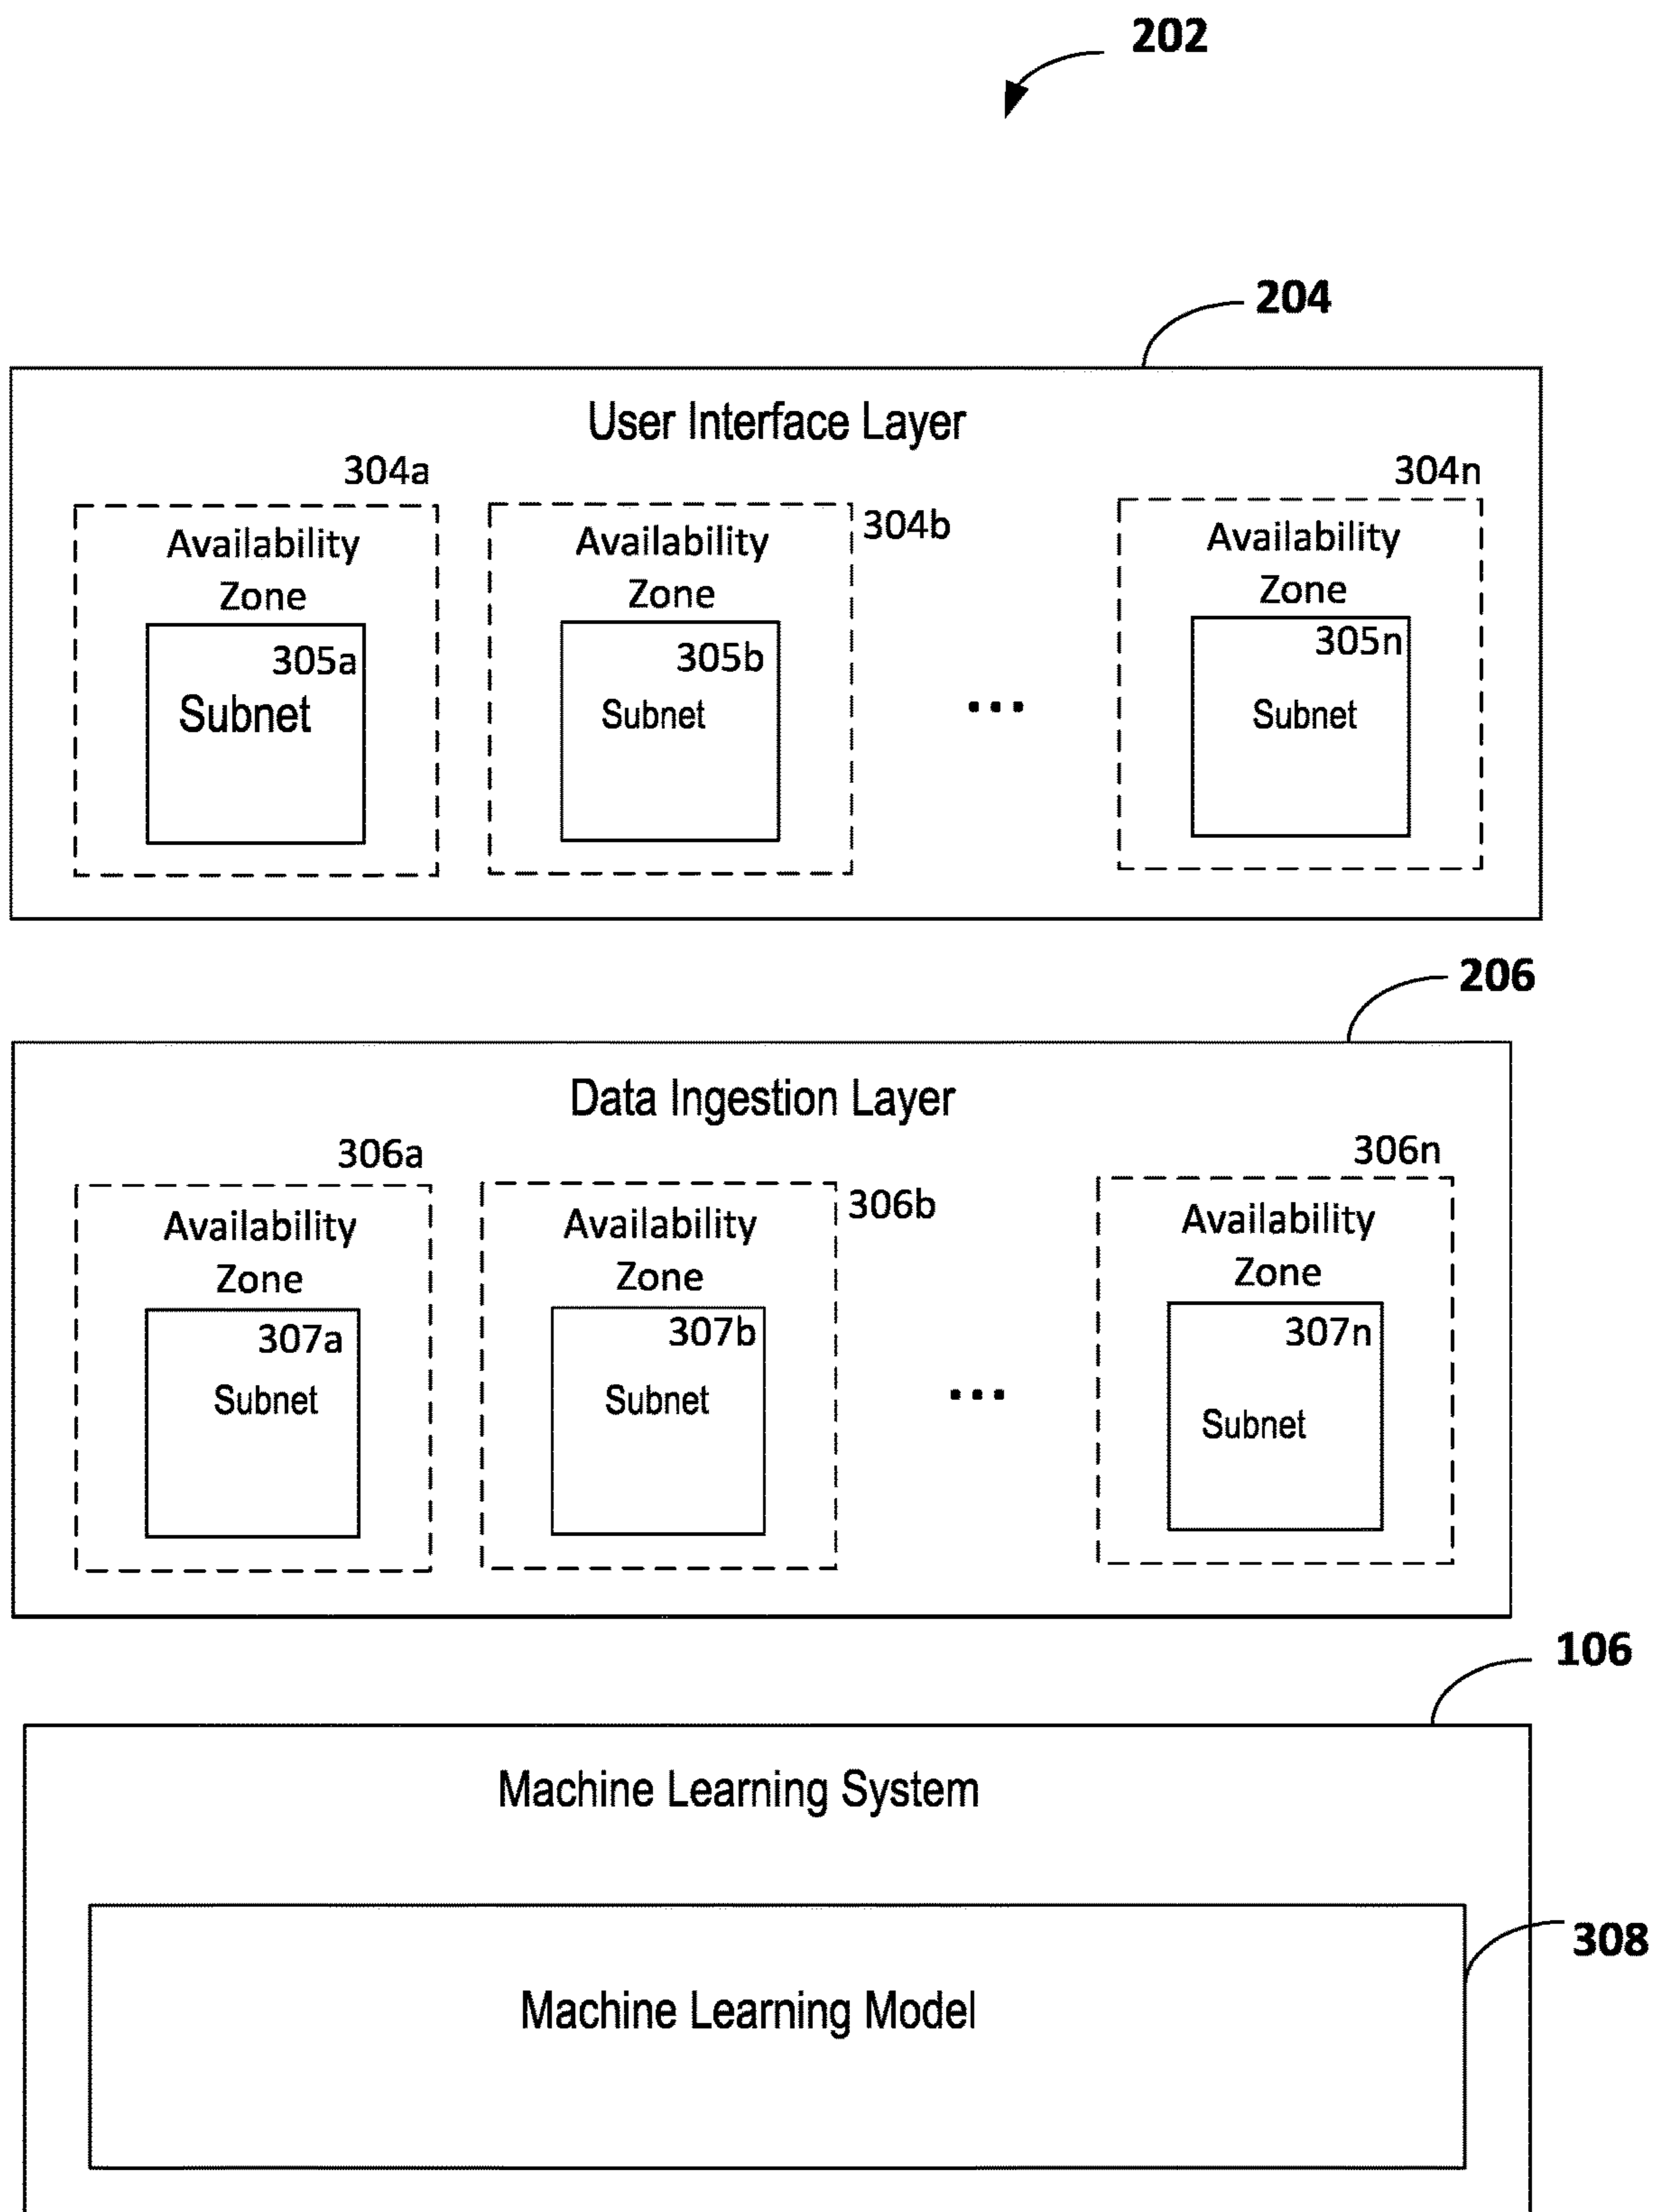 202
204
User Interface Layer
304a
304n
Availability
Zone
305a
Subnet
304b
Availability
Zone
305b
Subnet
...
Availability
Zone
305n
Subnet
206
Data Ingestion Layer
306a
306n
Availability
Zone
307a
Subnet
306b
Availability
Zone
307b
Subnet
...
Availability
Zone
307n
Subnet
106
Machine Learning System
308
Machine Learning Model